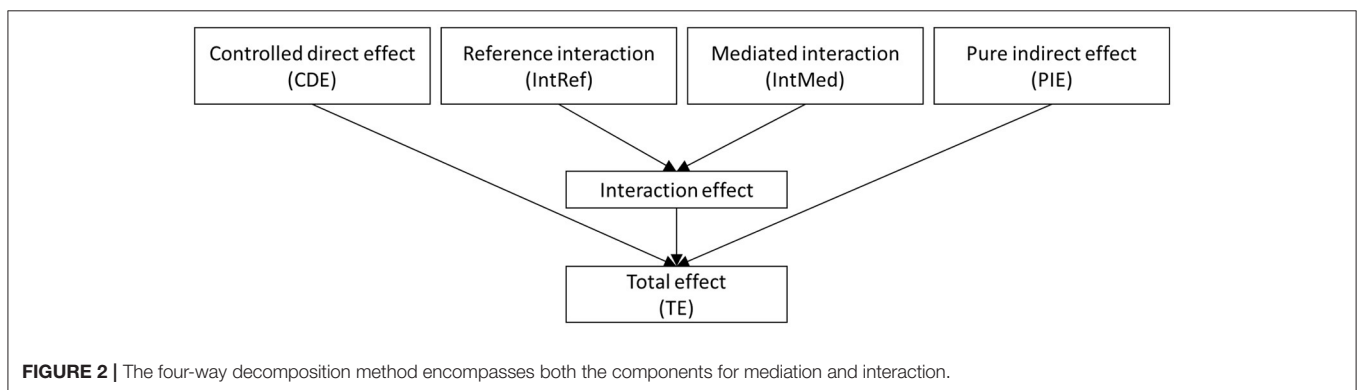 Controlled direct effect
(CDE)
Reference interaction
(IntRef)
Mediated interaction
(IntMed)
Pure indirect effect
(PIE)
Interaction effect
Total effect
(TE)
FIGURE 2 | The four-way decomposition method encompasses both the components for mediation and interaction.